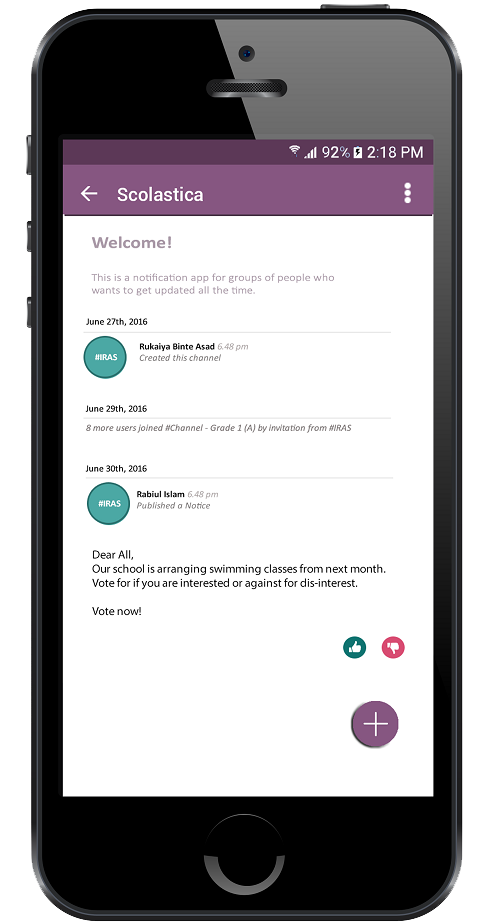 92% 2:18 PM
Scolastica
Welcome!
This is a notification app for groups of people who
wants to get updated all the time.
June 27th, 2016
#IRAS
Rukaiya Binte Asad 6.48 pm
Created this channel
June 29th, 2016
8 more users joined #Channel - Grade 1 (A) by invitation from #IRAS
June 30th, 2016
#IRAS
Rabiul Islam 6.48 pm
Published a Notice
Dear All,
Our school is arranging swimming classes from next month.
Vote for if you are interested or against for dis-interest.
Vote now!